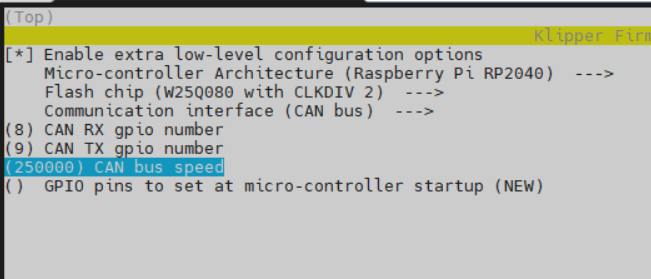 (Top)
Klipper Firm
[*] Enable extra low-level configuration options
Micro-controller Architecture (Raspberry Pi RP2040) --->
Flash chip (W25Q080 with CLKDIV 2) --->
Communication interface (CAN bus) --->
(8) CAN RX gpio number
(9) CAN TX gpio number
(250000) CAN bus speed
() GPIO pins to set at micro-controller startup (NEW)